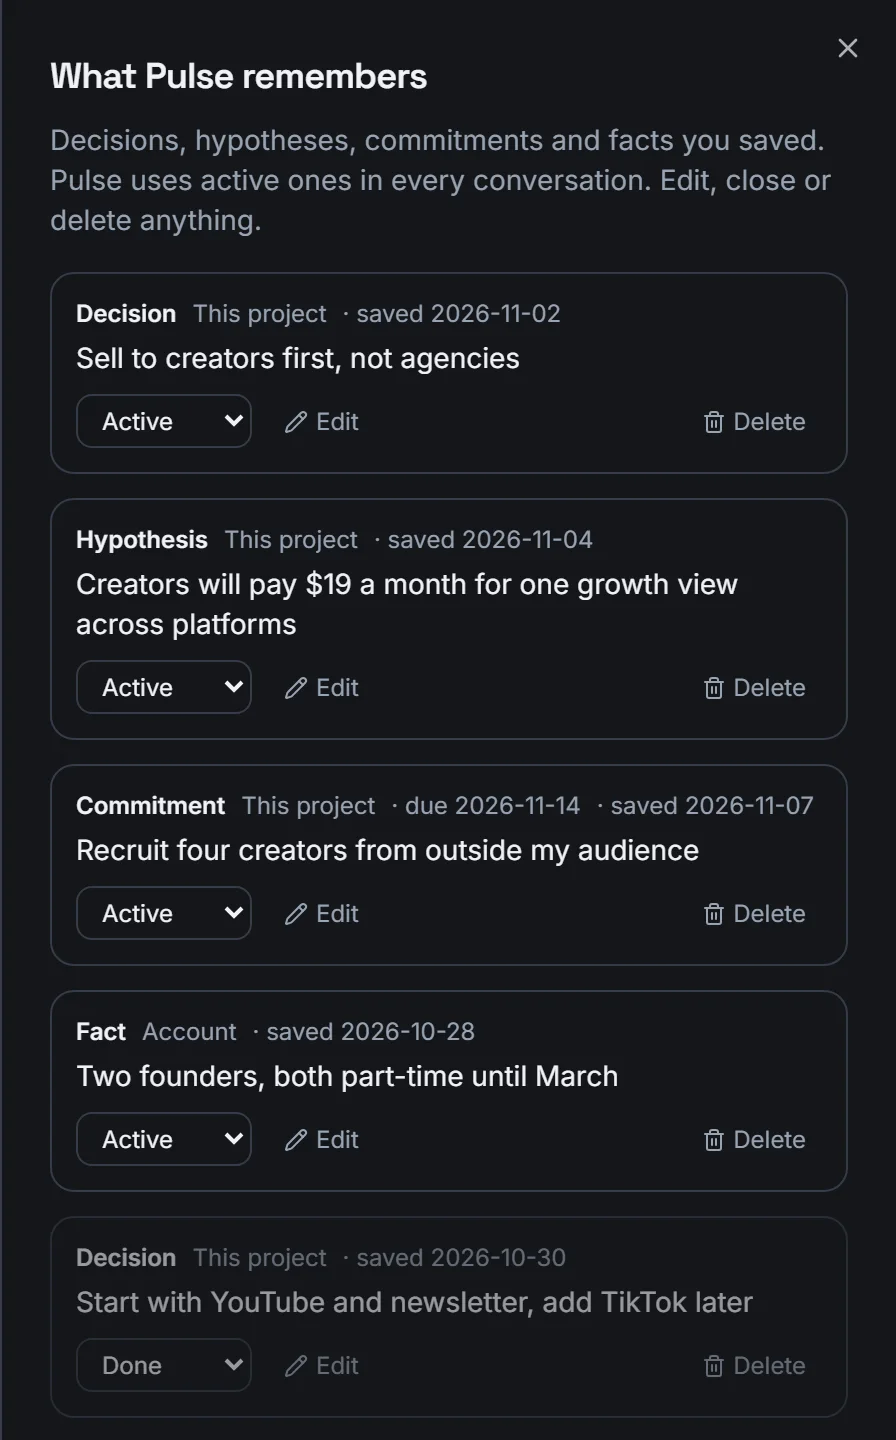 What Pulse remembers
Decisions, hypotheses, commitments and facts you saved.
Pulse uses active ones in every conversation. Edit, close or
delete anything.
Decision This project · saved 2026-11-02
Sell to creators first, not agencies
Active Edit Delete
Hypothesis This project · saved 2026-11-04
Creators will pay $19 a month for one growth view
across platforms
Active Edit Delete
Commitment This project · due 2026-11-14 · saved 2026-11-07
Recruit four creators from outside my audience
Active Edit Delete
Fact Account · saved 2026-10-28
Two founders, both part-time until March
Active Edit Delete
Decision This project · saved 2026-10-30
Start with YouTube and newsletter, add TikTok later
Done Edit Delete